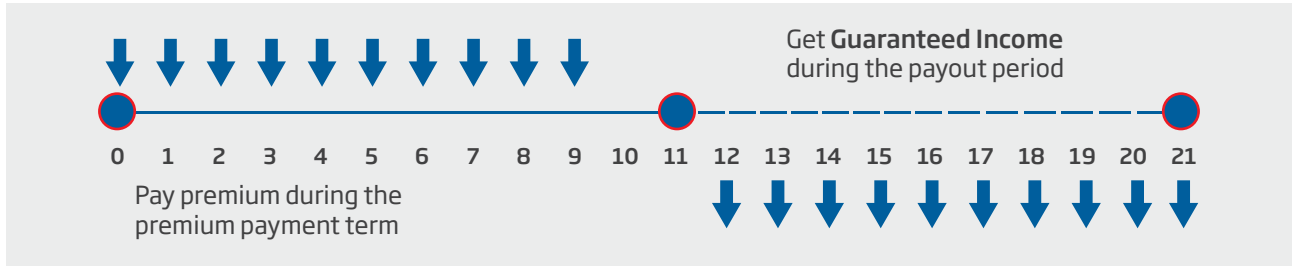 Get Guaranteed Income
during the payout period
0 1 2 3 4 5 6 7 8 9 10 11 12 13 14 15 16 17 18 19 20 21
Pay premium during the
premium payment term